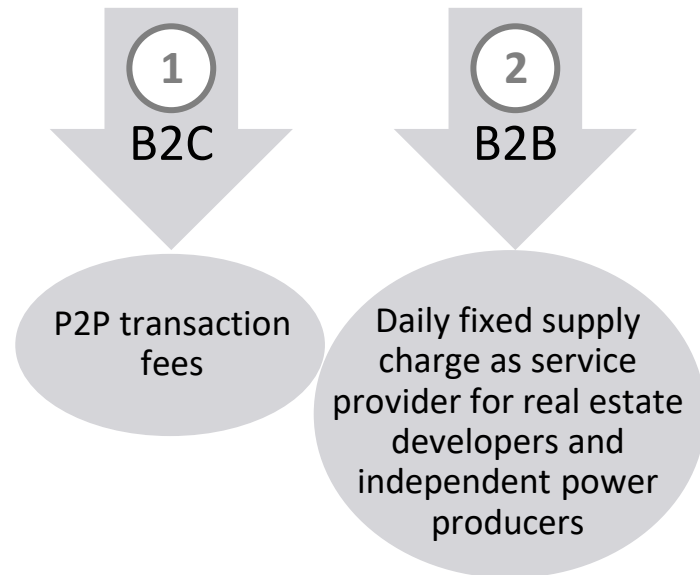 1
B2C
P2P transaction
fees
2
B2B
Daily fixed supply
charge as service
provider for real estate
developers and
independent power
producers